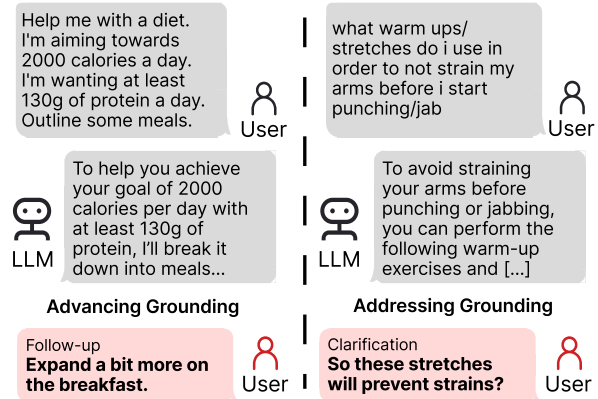 Help me with a diet.
I'm aiming towards
2000 calories a day.
I'm wanting at least
130g of protein a day.
Outline some meals.
User
To help you achieve
your goal of 2000
calories per day with
at least 130g of
protein, I'll break it
down into meals...
LLM
Advancing Grounding
Follow-up
Expand a bit more on
the breakfast.
User
what warm ups/
stretches do i use in
order to not strain my
arms before i start
punching/jab
User
To avoid straining
your arms before
punching or jabbing,
you can perform the
following warm-up
exercises and [...]
LLM
Addressing Grounding
Clarification
So these stretches
will prevent strains?
User